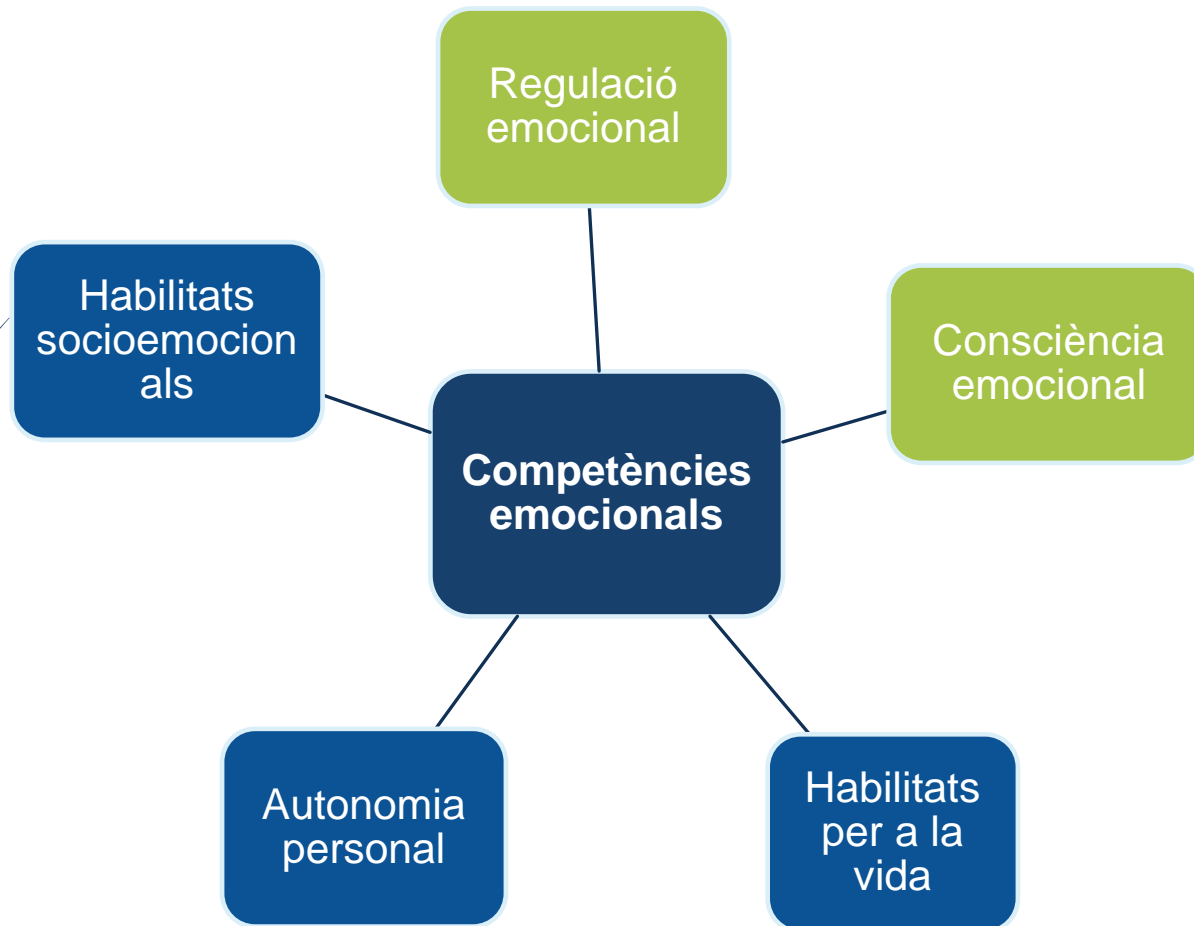 Regulació
emocional
Habilitats
socioemocion
als
Consciència
emocional
Competències
emocionals
Autonomia
personal
Habilitats
per a la
vida